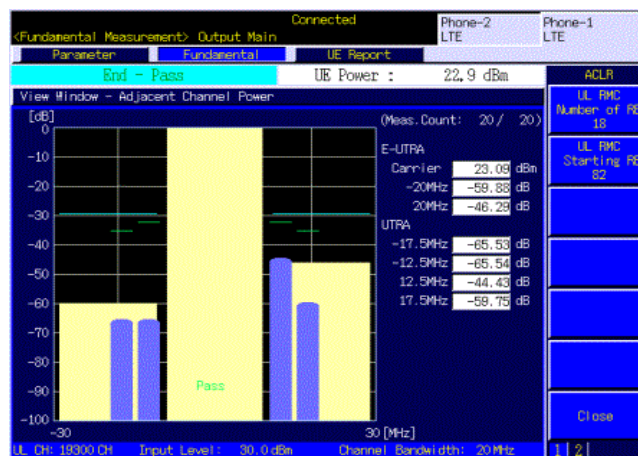 Connected
Phone-2
LTE
Phone-1
LTE
<Fundamental Measurement> Output Main
Parameter
Fundamental
UE Report
End - Pass
UE Power :
22.9 dBm
ACLR
View Window - Adjacent Channel Power
UL RMC
Number of RB
18
UL RMC
Starting RB
82
Close
1 2
[dB]
0
-10
-20
-30
-40
-50
-60
-70
-80
-90
-100
Pass
-30
30 [MHz]
(Meas.Count: 20 / 20)
E-UTRA
Carrier 23.09 dBm
-20MHz -59.88 dB
20MHz -46.29 dB
UTRA
-17.5MHz -65.53 dB
-12.5MHz -65.54 dB
12.5MHz -44.43 dB
17.5MHz -59.75 dB
UL CH: 19300 CH Input Level: 30.0 dBm Channel Bandwidth: 20 MHz